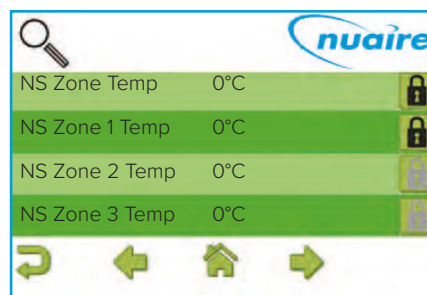 nuaire
NS Zone Temp 0°C
NS Zone 1 Temp 0°C
NS Zone 2 Temp 0°C
NS Zone 3 Temp 0°C